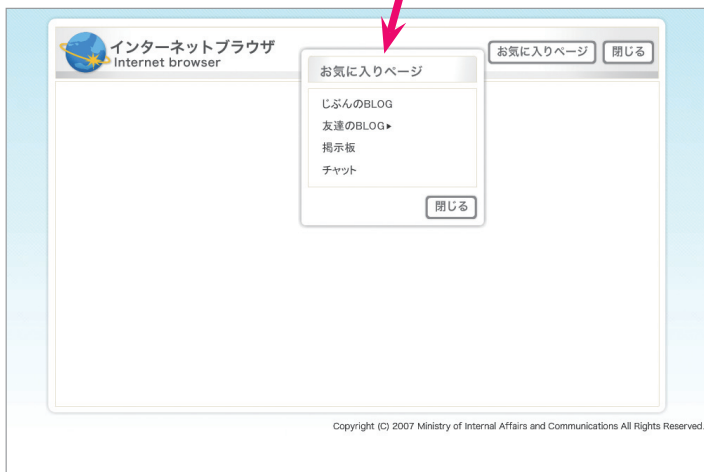 インターネットブラウザ
Internet browser
お気に入りページ
閉じる
お気に入りページ
じぶんのBLOG
友達のBLOG▶
掲示板
チャット
閉じる
Copyright (C) 2007 Ministry of Internal Affairs and Communications All Rights Reserved.